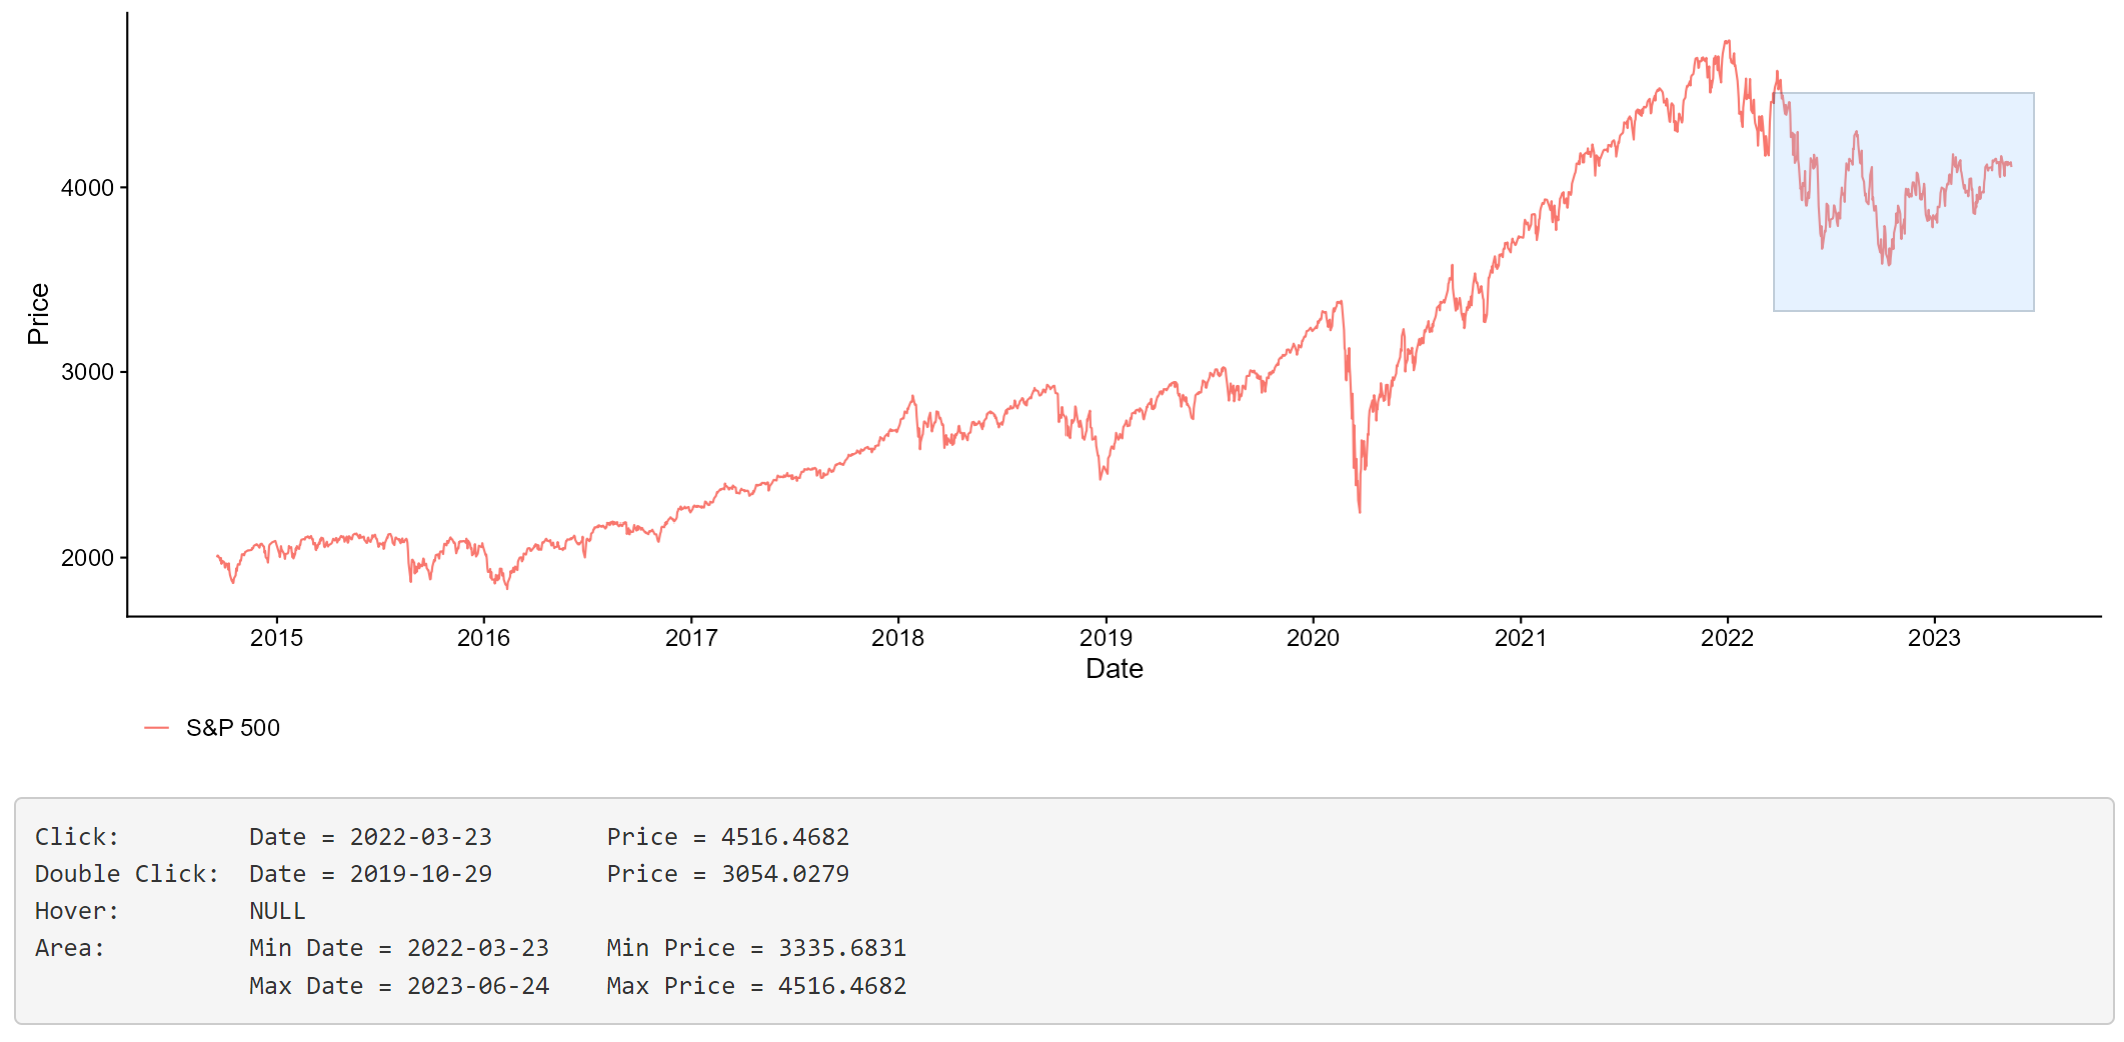 4000
3000
2000
Price
2015 2016 2017 2018 2019 2020 2021 2022 2023
Date
S&P 500
Click: Date = 2022-03-23 Price = 4516.4682
Double Click: Date = 2019-10-29 Price = 3054.0279
Hover: NULL
Area: Min Date = 2022-03-23 Min Price = 3335.6831
Max Date = 2023-06-24 Max Price = 4516.4682